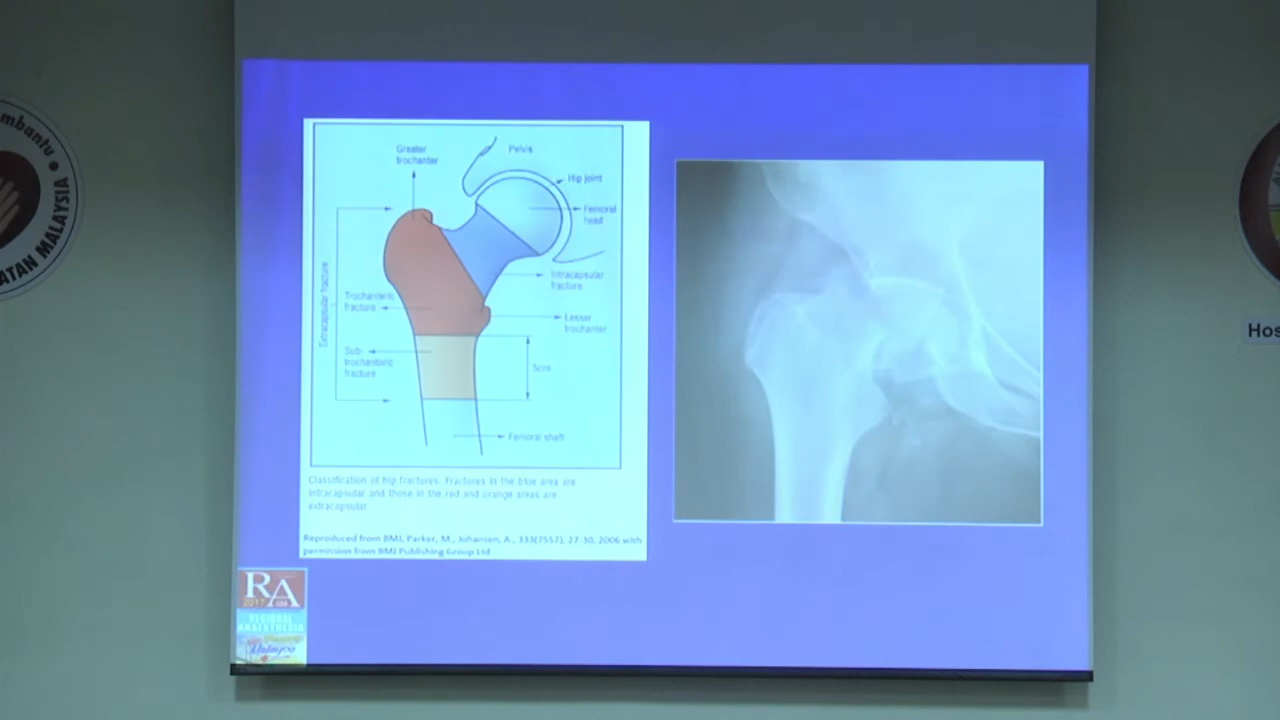 mbantu •
ATAN MALAYSIA
Greater
trochanter
Pelvis
Hip joint
Femoral
head
Intracapsular
fracture
Extracapsular fracture
Trochanteric
fracture
Lesser
trochanter
Sub-
trochanteric
fracture
5cm
Femoral shaft
Classification of hip fractures. Fractures in the blue area are
intracapsular and those in the red and orange areas are
extracapsular
Reproduced from BMJ, Parker, M., Johansen, A., 333(7557), 27-30, 2006 with
permission from BMJ Publishing Group Ltd
RA
2017
REGIONAL
ANAESTHESIA
Malaysia
Hos